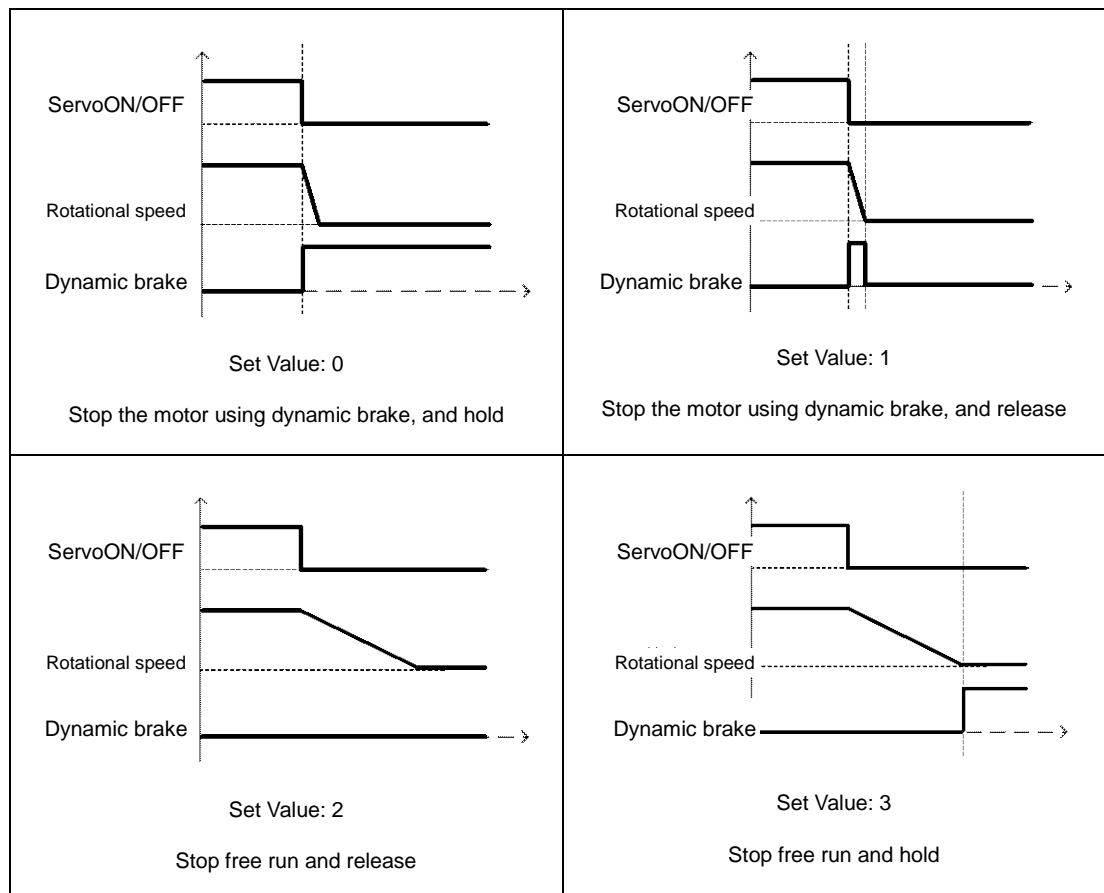 ServoON/OFF
Rotational speed
Dynamic brake
Set Value: 0
Stop the motor using dynamic brake, and hold
ServoON/OFF
Rotational speed
Dynamic brake
Set Value: 1
Stop the motor using dynamic brake, and release
ServoON/OFF
Rotational speed
Dynamic brake
Set Value: 2
Stop free run and release
ServoON/OFF
Rotational speed
Dynamic brake
Set Value: 3
Stop free run and hold